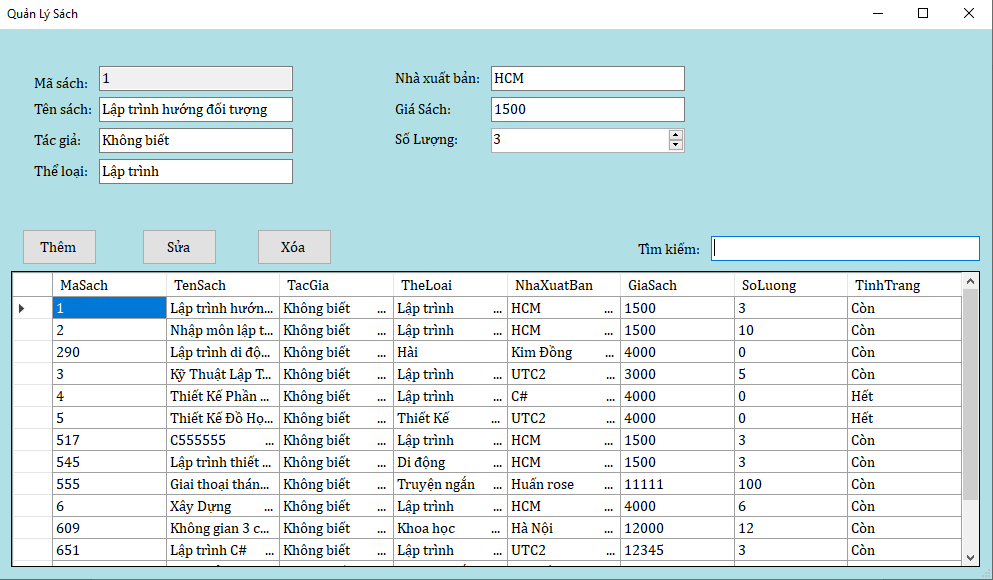 Quản Lý Sách
Mã sách: 1 Nhà xuất bản: HCM
Tên sách: Lập trình hướng đối tượng Giá Sách: 1500
Tác giả: Không biết Số Lượng: 3
Thể loại: Lập trình
Thêm Sửa Xóa Tìm kiếm:
MaSach TenSach TacGia TheLoai NhaXuatBan GiaSach SoLuong TinhTrang
1 Lập trình hướn... Không biết ... Lập trình ... HCM ... 1500 3 Còn
2 Nhập môn lập t... Không biết ... Lập trình ... HCM ... 1500 10 Còn
290 Lập trình di độ... Không biết ... Hài Kim Đồng ... 4000 0 Còn
3 Kỹ Thuật Lập T... Không biết ... Lập trình ... UTC2 ... 3000 5 Còn
4 Thiết Kế Phần ... Không biết ... Lập trình ... C# ... 4000 0 Hết
5 Thiết Kế Đồ Họ... Không biết ... Thiết Kế ... UTC2 ... 4000 0 Hết
517 C555555 ... Không biết ... Lập trình ... HCM ... 1500 3 Còn
545 Lập trình thiết ... Không biết ... Di động ... HCM ... 1500 3 Còn
555 Giai thoại thán... Không biết ... Truyện ngắn ... Huấn rose ... 11111 100 Còn
6 Xây Dựng ... Không biết ... Lập trình ... HCM ... 4000 6 Còn
609 Không gian 3 c... Không biết ... Khoa học ... Hà Nội ... 12000 12 Còn
651 Lập trình C# ... Không biết ... Lập trình ... UTC2 ... 12345 3 Còn